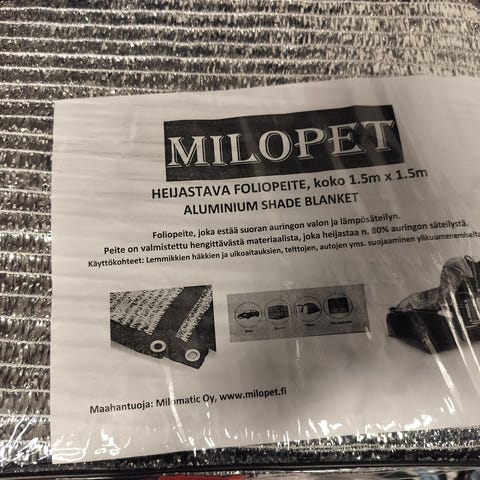 MILOPET
HEIJASTAVA FOLIOPEITE, koko 1.5m x 1.5m
ALUMINIUM SHADE BLANKET
Foliopeite, joka estää suoran auringon valon ja lämpösäteilyn.
Peite on valmistettu hengittävästä materiaalista, joka heijastaa n. 80% auringon säteilystä.
Käyttökohteet: Lemmikkien häkkien ja ulkoaitauksien, telttojen, autojen yms. suojaaminen ylikuumenemiselta
Maahantuoja: Milomatic Oy, www.milopet.fi